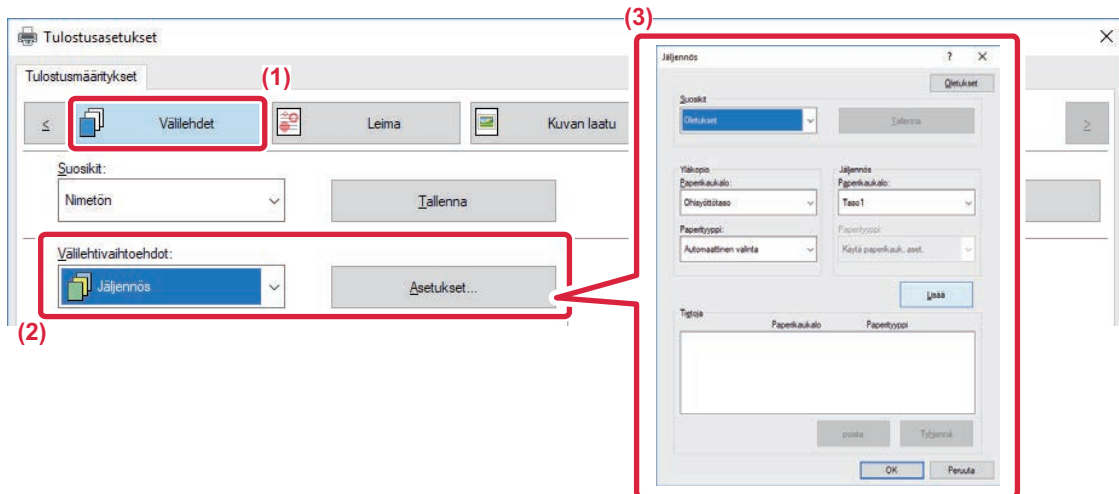 (3)
Tulostusasetukset
Tulostusmääritykset
(1)
≤
Välilehdet
Leima
Kuvan laatu
≥
Suosikit:
Nimetön
Tallenna
Välilehtivaihtoehdot:
Jäljennös
Asetukset...
(2)
Jäljennös
?
Oletukset
Suosikit
Oletukset
Tallenna
Yläkopio
Jäljennös
Paperikaukalo:
Paperikaukalo:
Ohisyöttötaso
Taso1
Paperityyppi:
Paperityyppi:
Automaattinen valinta
Käytä paperikauk. aset.
Lisää
Tietoja
Paperikaukalo
Paperityyppi
poista
Tyhjennä
OK
Peruuta